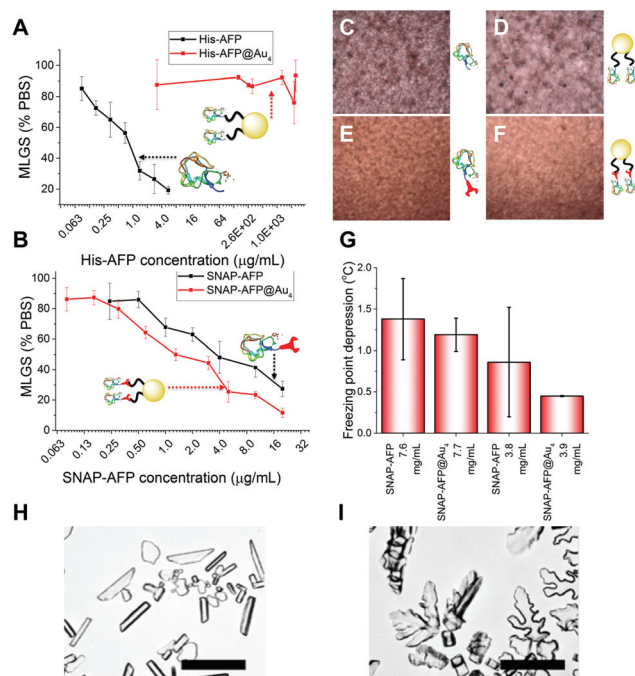 A
His-AFP
His-AFP@Au4
MLGS (% PBS)
100
80
60
40
20
0.063
0.25
1.0
4.0
16
64
2.6E+02
1.0E+03
His-AFP concentration (µg/mL)
B
SNAP-AFP
SNAP-AFP@Au4
MLGS (% PBS)
100
80
60
40
20
0
0.063
0.13
0.25
0.50
1.0
2.0
4.0
8.0
16
32
SNAP-AFP concentration (µg/mL)
C
D
E
F
G
Freezing point depression (°C)
2.0
1.5
1.0
0.5
0.0
SNAP-AFP
7.6
mg/mL
SNAP-AFP@Au4
7.7
mg/mL
SNAP-AFP
3.8
mg/mL
SNAP-AFP@Au4
3.9
mg/mL
H
I